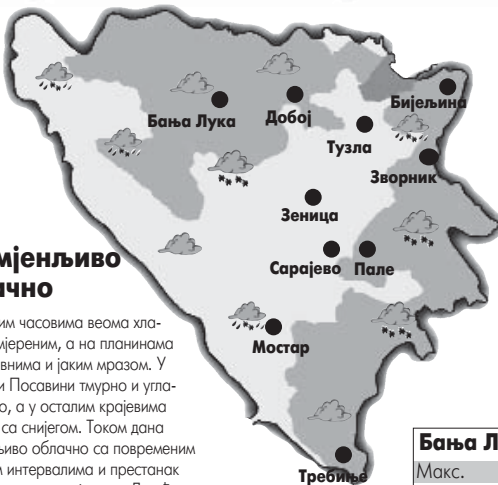 Бања Лука
Добој
Бијељина
Тузла
Зворник
Зеница
Сарајево
Пале
Мостар
Требиње
мјенљиво
ачно
им часовима веома хла-
мјереним, а на планинама
внима и јаким мразом. У
и Посавини тмурно и угла-
о, а у осталим крајевима
са снијегом. Током дана
љиво облачно са повременим
м интервалима и престанак
Бања Л
Макс.